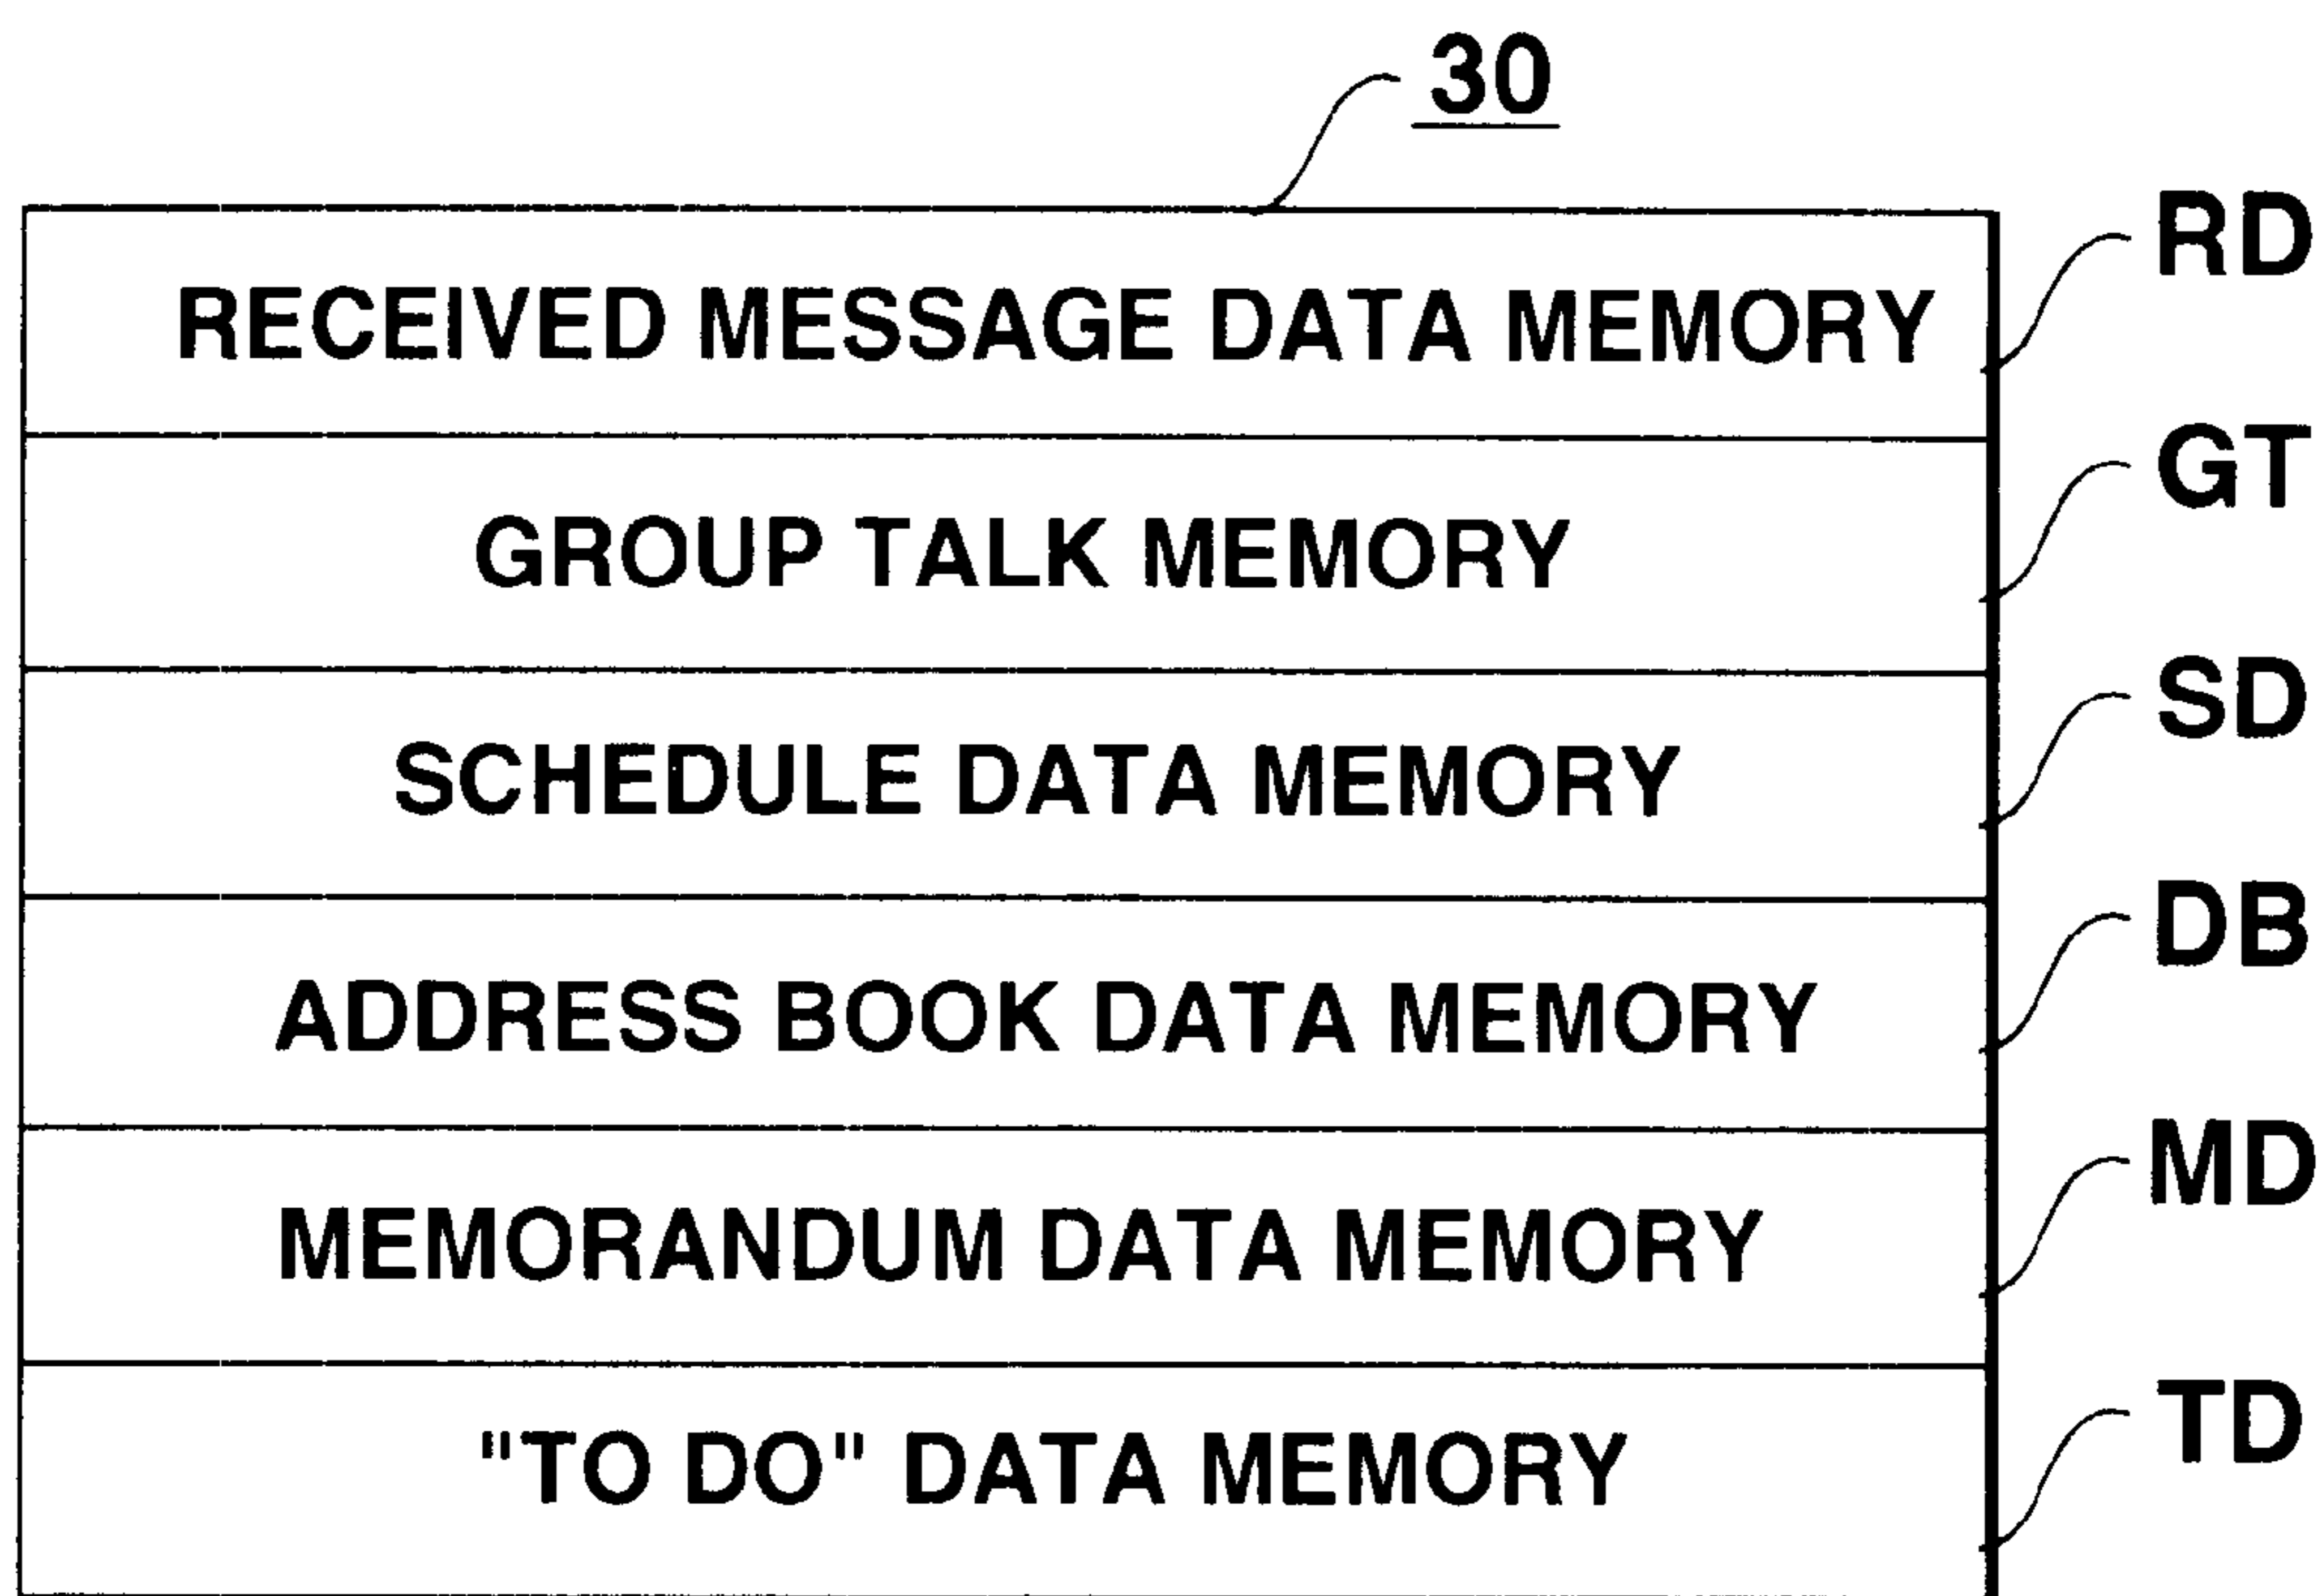 30
RECEIVED MESSAGE DATA MEMORY
RD
GROUP TALK MEMORY
GT
SCHEDULE DATA MEMORY
SD
ADDRESS BOOK DATA MEMORY
DB
MEMORANDUM DATA MEMORY
MD
"TO DO" DATA MEMORY
TD